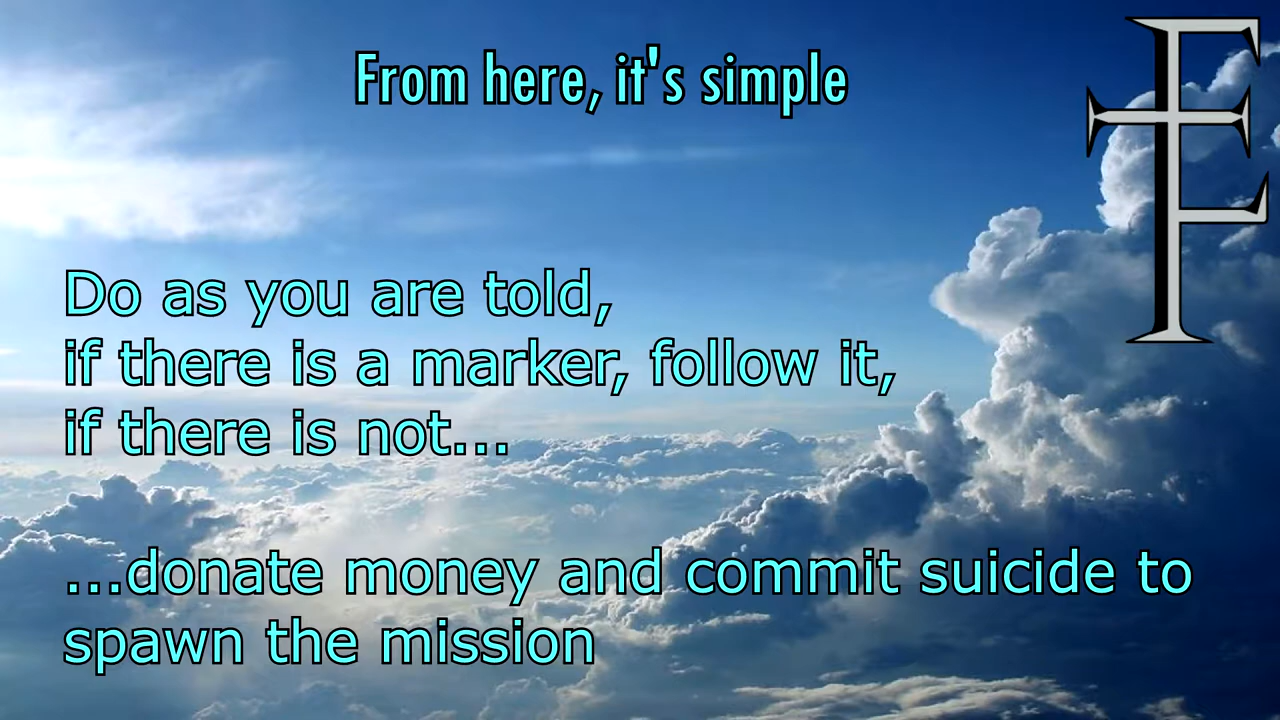 From here, it's simple
Do as you are told,
if there is a marker, follow it,
if there is not...
...donate money and commit suicide to
spawn the mission